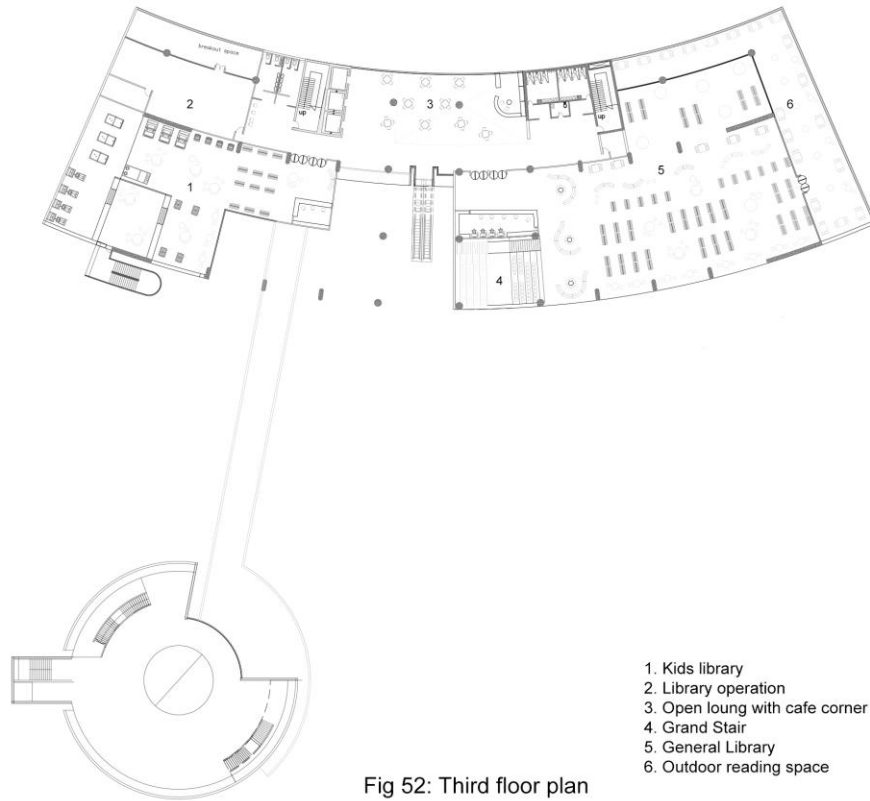 breakout space
2
up
3
up
6
1
5
4
1. Kids library
2. Library operation
3. Open loung with cafe corner
4. Grand Stair
5. General Library
6. Outdoor reading space
Fig 52: Third floor plan